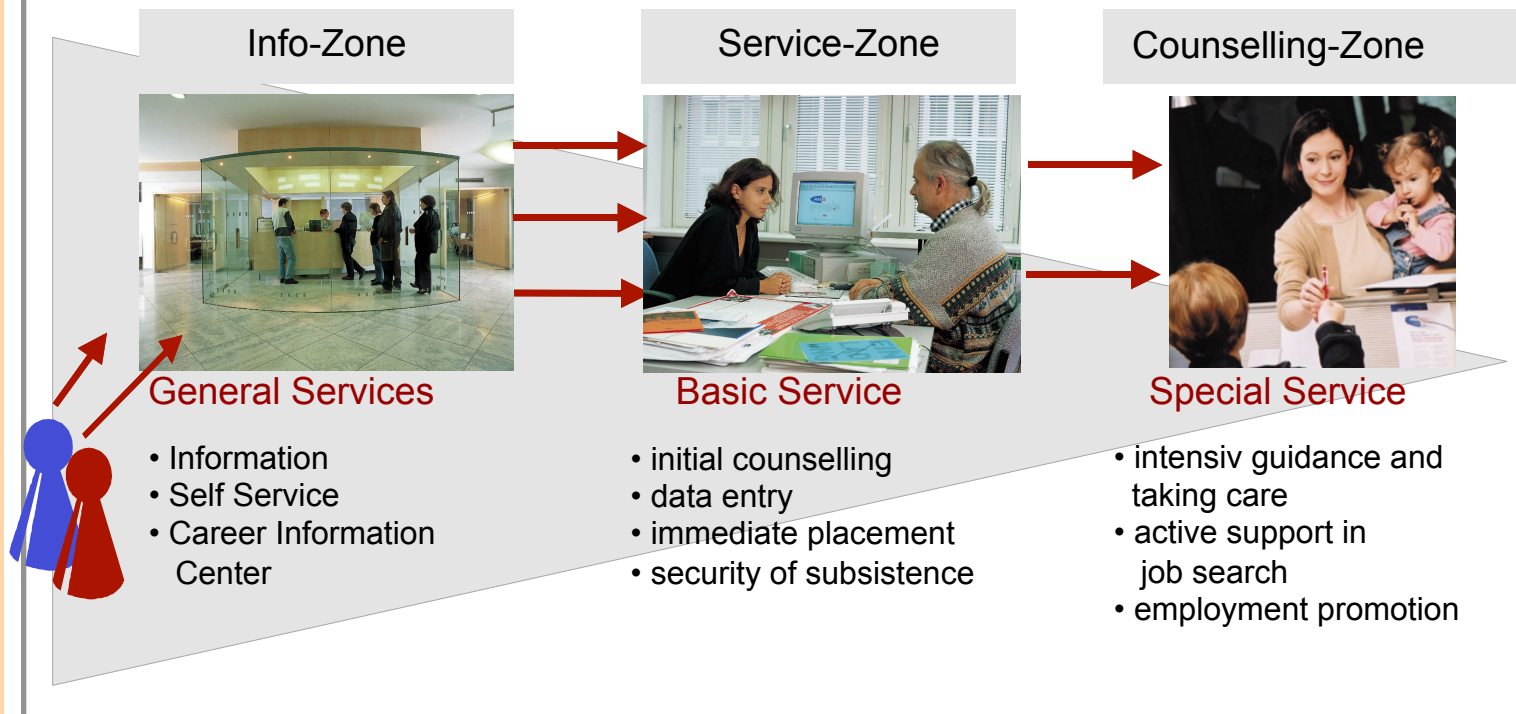 Info-Zone
Service-Zone
Counselling-Zone
General Services
• Information
• Self Service
• Career Information
Center
Basic Service
• initial counselling
• data entry
• immediate placement
• security of subsistence
Special Service
• intensiv guidance and
taking care
• active support in
job search
• employment promotion